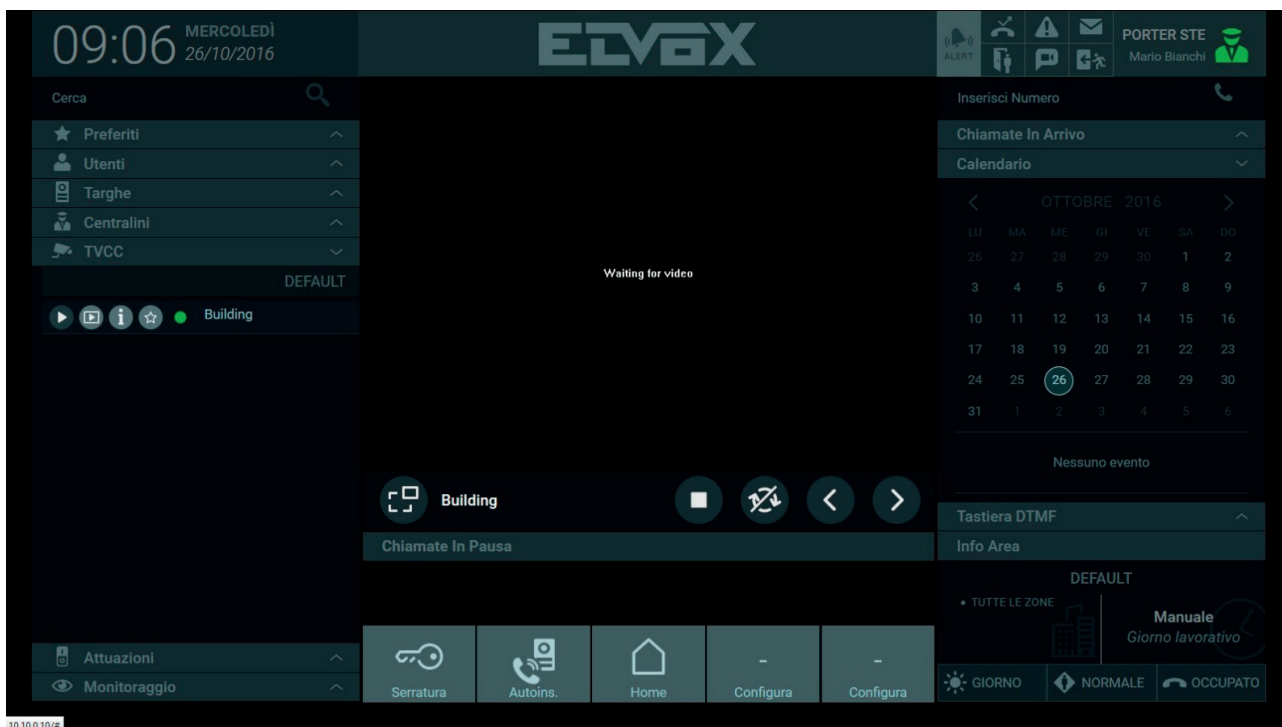 09:06
MERCOLEDÌ
26/10/2016
ELVOX
ALERT
PORTER STE
Mario Bianchi
Cerca
Preferiti
Utenti
Targhe
Centralini
TVCC
DEFAULT
Building
Attuazioni
Monitoraggio
10.10.0.10/#
Waiting for video
Building
Chiamate In Pausa
Serratura
Autoins.
Home
-
Configura
-
Configura
Inserisci Numero
Chiamate In Arrivo
Calendario
OTTOBRE 2016
LU MA ME GI VE SA DO
26 27 28 29 30 1 2
3 4 5 6 7 8 9
10 11 12 13 14 15 16
17 18 19 20 21 22 23
24 25 26 27 28 29 30
31 1 2 3 4 5 6
Nessuno evento
Tastiera DTMF
Info Area
DEFAULT
• TUTTE LE ZONE
Manuale
Giorno lavorativo
GIORNO
NORMALE
OCCUPATO